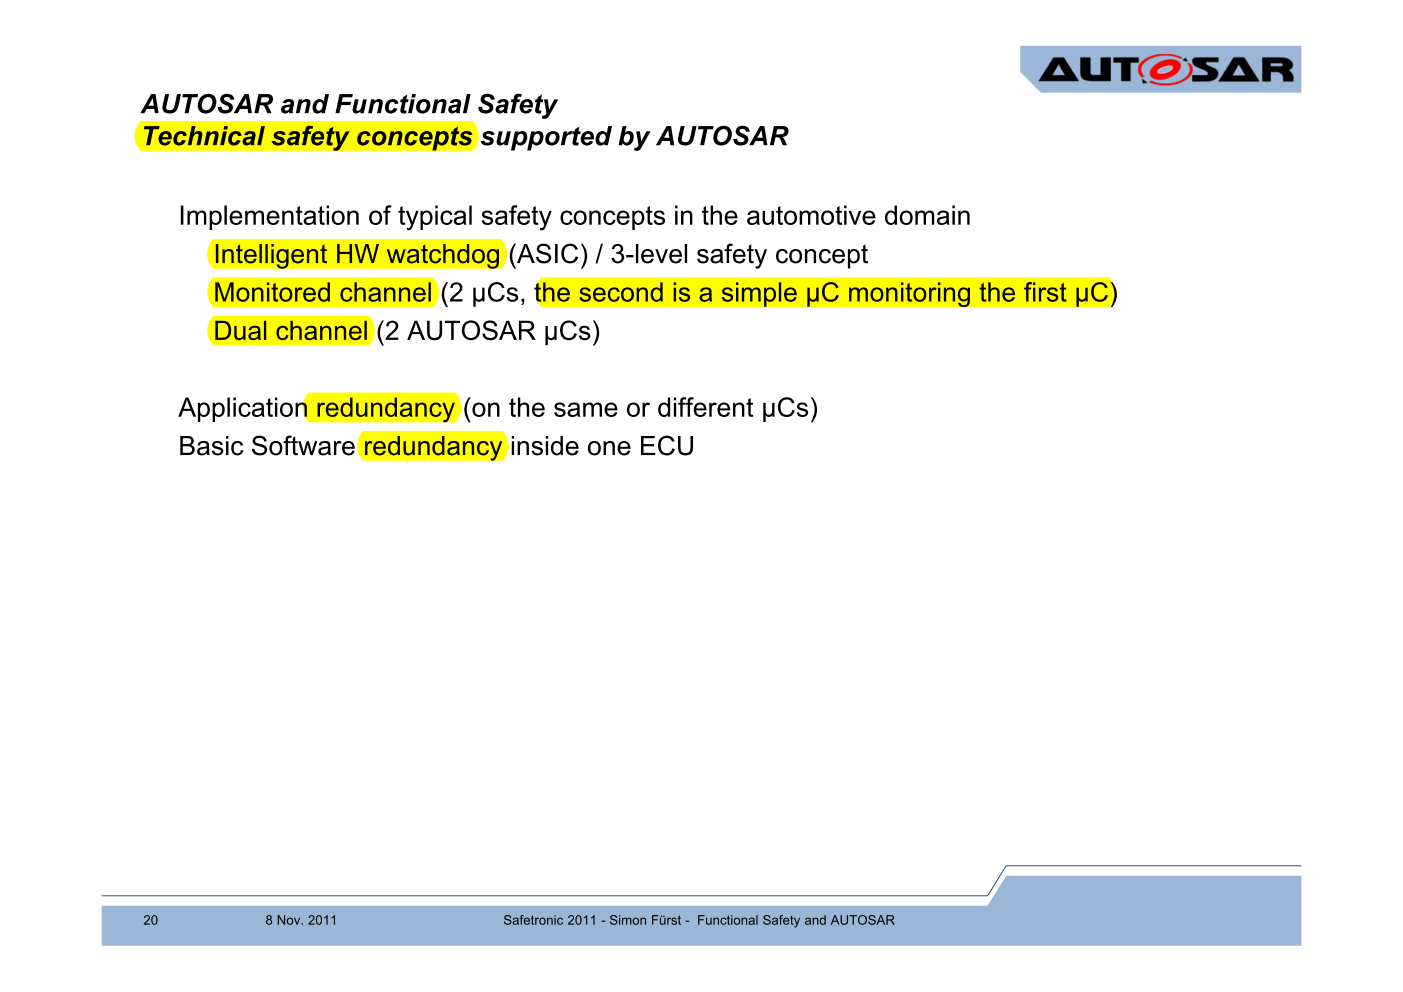 AUTOSAR
AUTOSAR and Functional Safety
Technical safety concepts supported by AUTOSAR
Implementation of typical safety concepts in the automotive domain
Intelligent HW watchdog (ASIC) / 3-level safety concept
Monitored channel (2 µCs, the second is a simple µC monitoring the first µC)
Dual channel (2 AUTOSAR µCs)
Application redundancy (on the same or different µCs)
Basic Software redundancy inside one ECU
20 8 Nov. 2011 Safetronic 2011 - Simon Fürst - Functional Safety and AUTOSAR